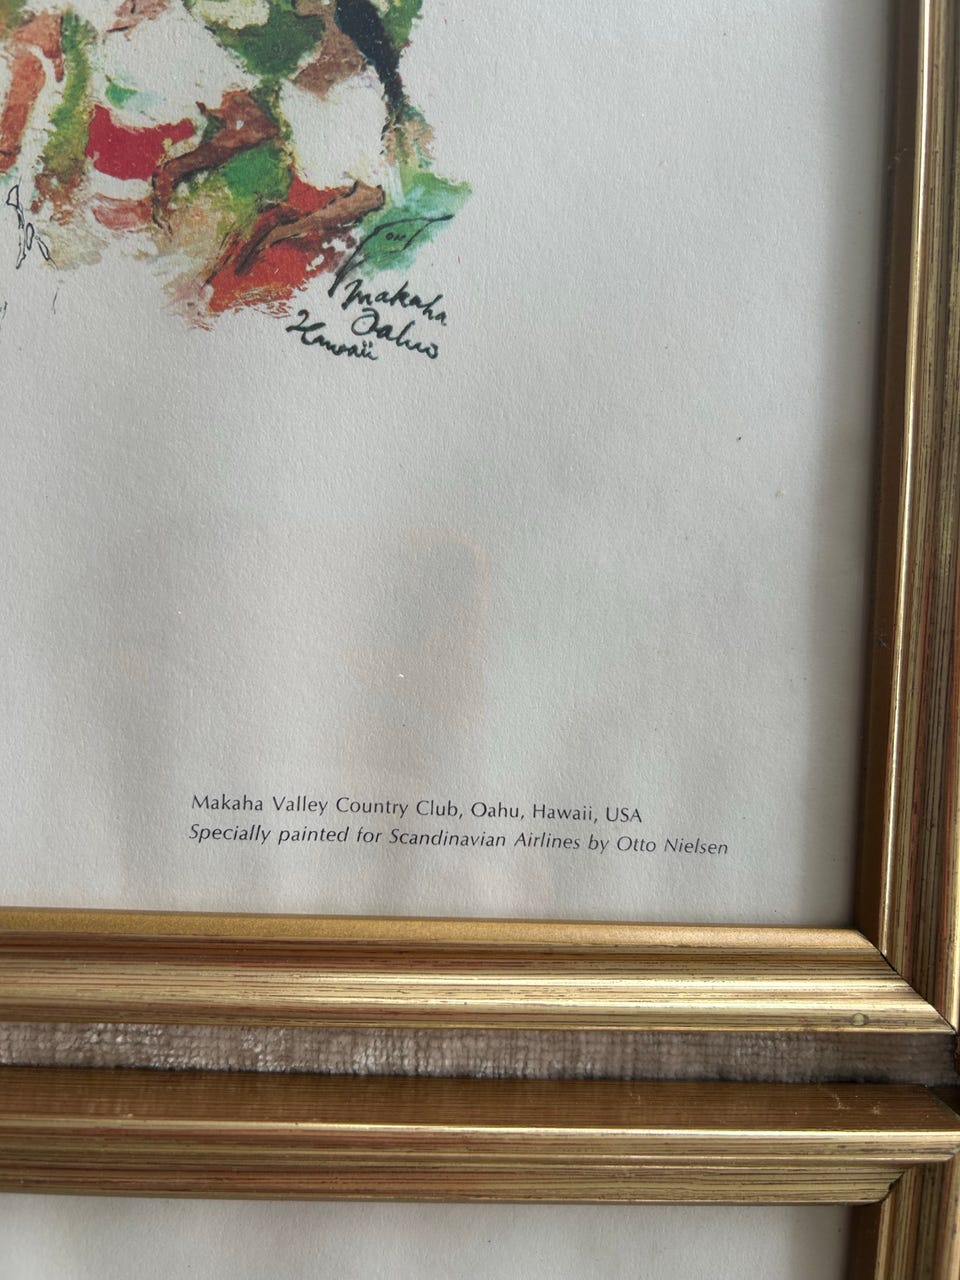 Makaha
Oahu
Hawaii
Makaha Valley Country Club, Oahu, Hawaii, USA
Specially painted for Scandinavian Airlines by Otto Nielsen